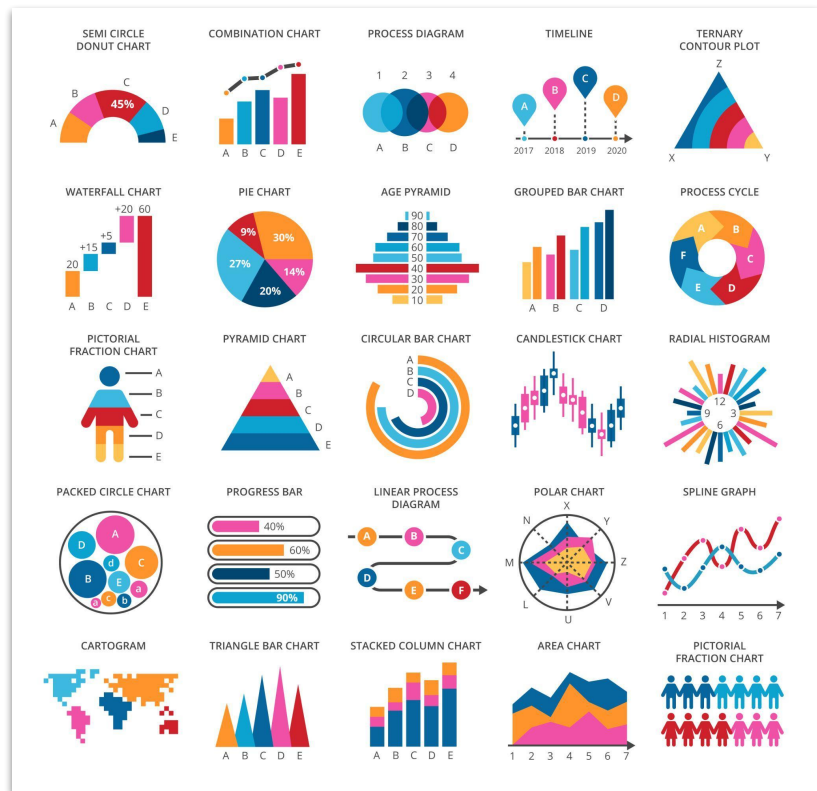 SEMI CIRCLE
DONUT CHART
A
B
C
D
E
45%
COMBINATION CHART
A B C D E
PROCESS DIAGRAM
1 2 3 4
A B C D
TIMELINE
A
B
C
D
2017 2018 2019 2020
TERNARY
CONTOUR PLOT
Z
X Y
WATERFALL CHART
20
+15
+5
+20 60
A B C D E
PIE CHART
9%
30%
14%
20%
27%
AGE PYRAMID
90
80
70
60
50
40
30
20
10
GROUPED BAR CHART
A B C D
PROCESS CYCLE
A
B
C
D
E
F
PICTORIAL
FRACTION CHART
A
B
C
D
E
PYRAMID CHART
A
B
C
D
E
CIRCULAR BAR CHART
A
B
C
D
CANDLESTICK CHART
RADIAL HISTOGRAM
12
9 3
6
PACKED CIRCLE CHART
A
D
d
C
B
E
a
a
c
b
PROGRESS BAR
40%
60%
50%
90%
LINEAR PROCESS
DIAGRAM
A B
C
D
E F
POLAR CHART
X
N Y
M Z
L V
U
SPLINE GRAPH
1 2 3 4 5 6 7
CARTOGRAM
TRIANGLE BAR CHART
A B C D E
STACKED COLUMN CHART
A B C D E
AREA CHART
1 2 3 4 5 6 7
PICTORIAL
FRACTION CHART